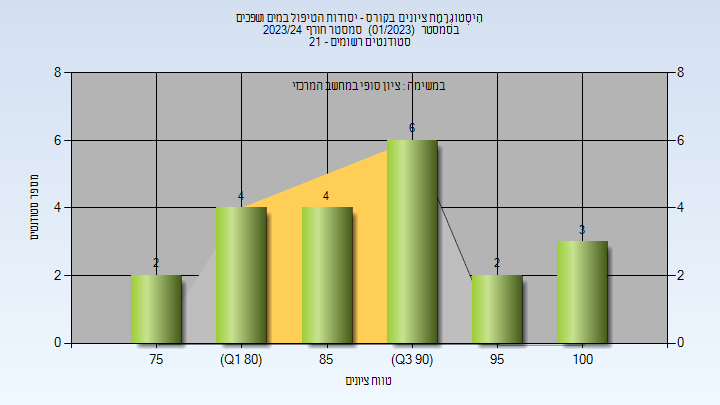 היסטוגרמת ציונים בקורס - יסודות הטיפול במים ושפכים
בסמסטר (01/2023) סמסטר חורף 2023/24
סטודנטים רשומים - 21
במשימה : ציון סופי במחשב המרכזי
מספר סטודנטים
8
6
4
2
0
8
6
4
2
0
2
4
4
6
2
3
75
(Q1 80)
85
(Q3 90)
95
100
טווח ציונים